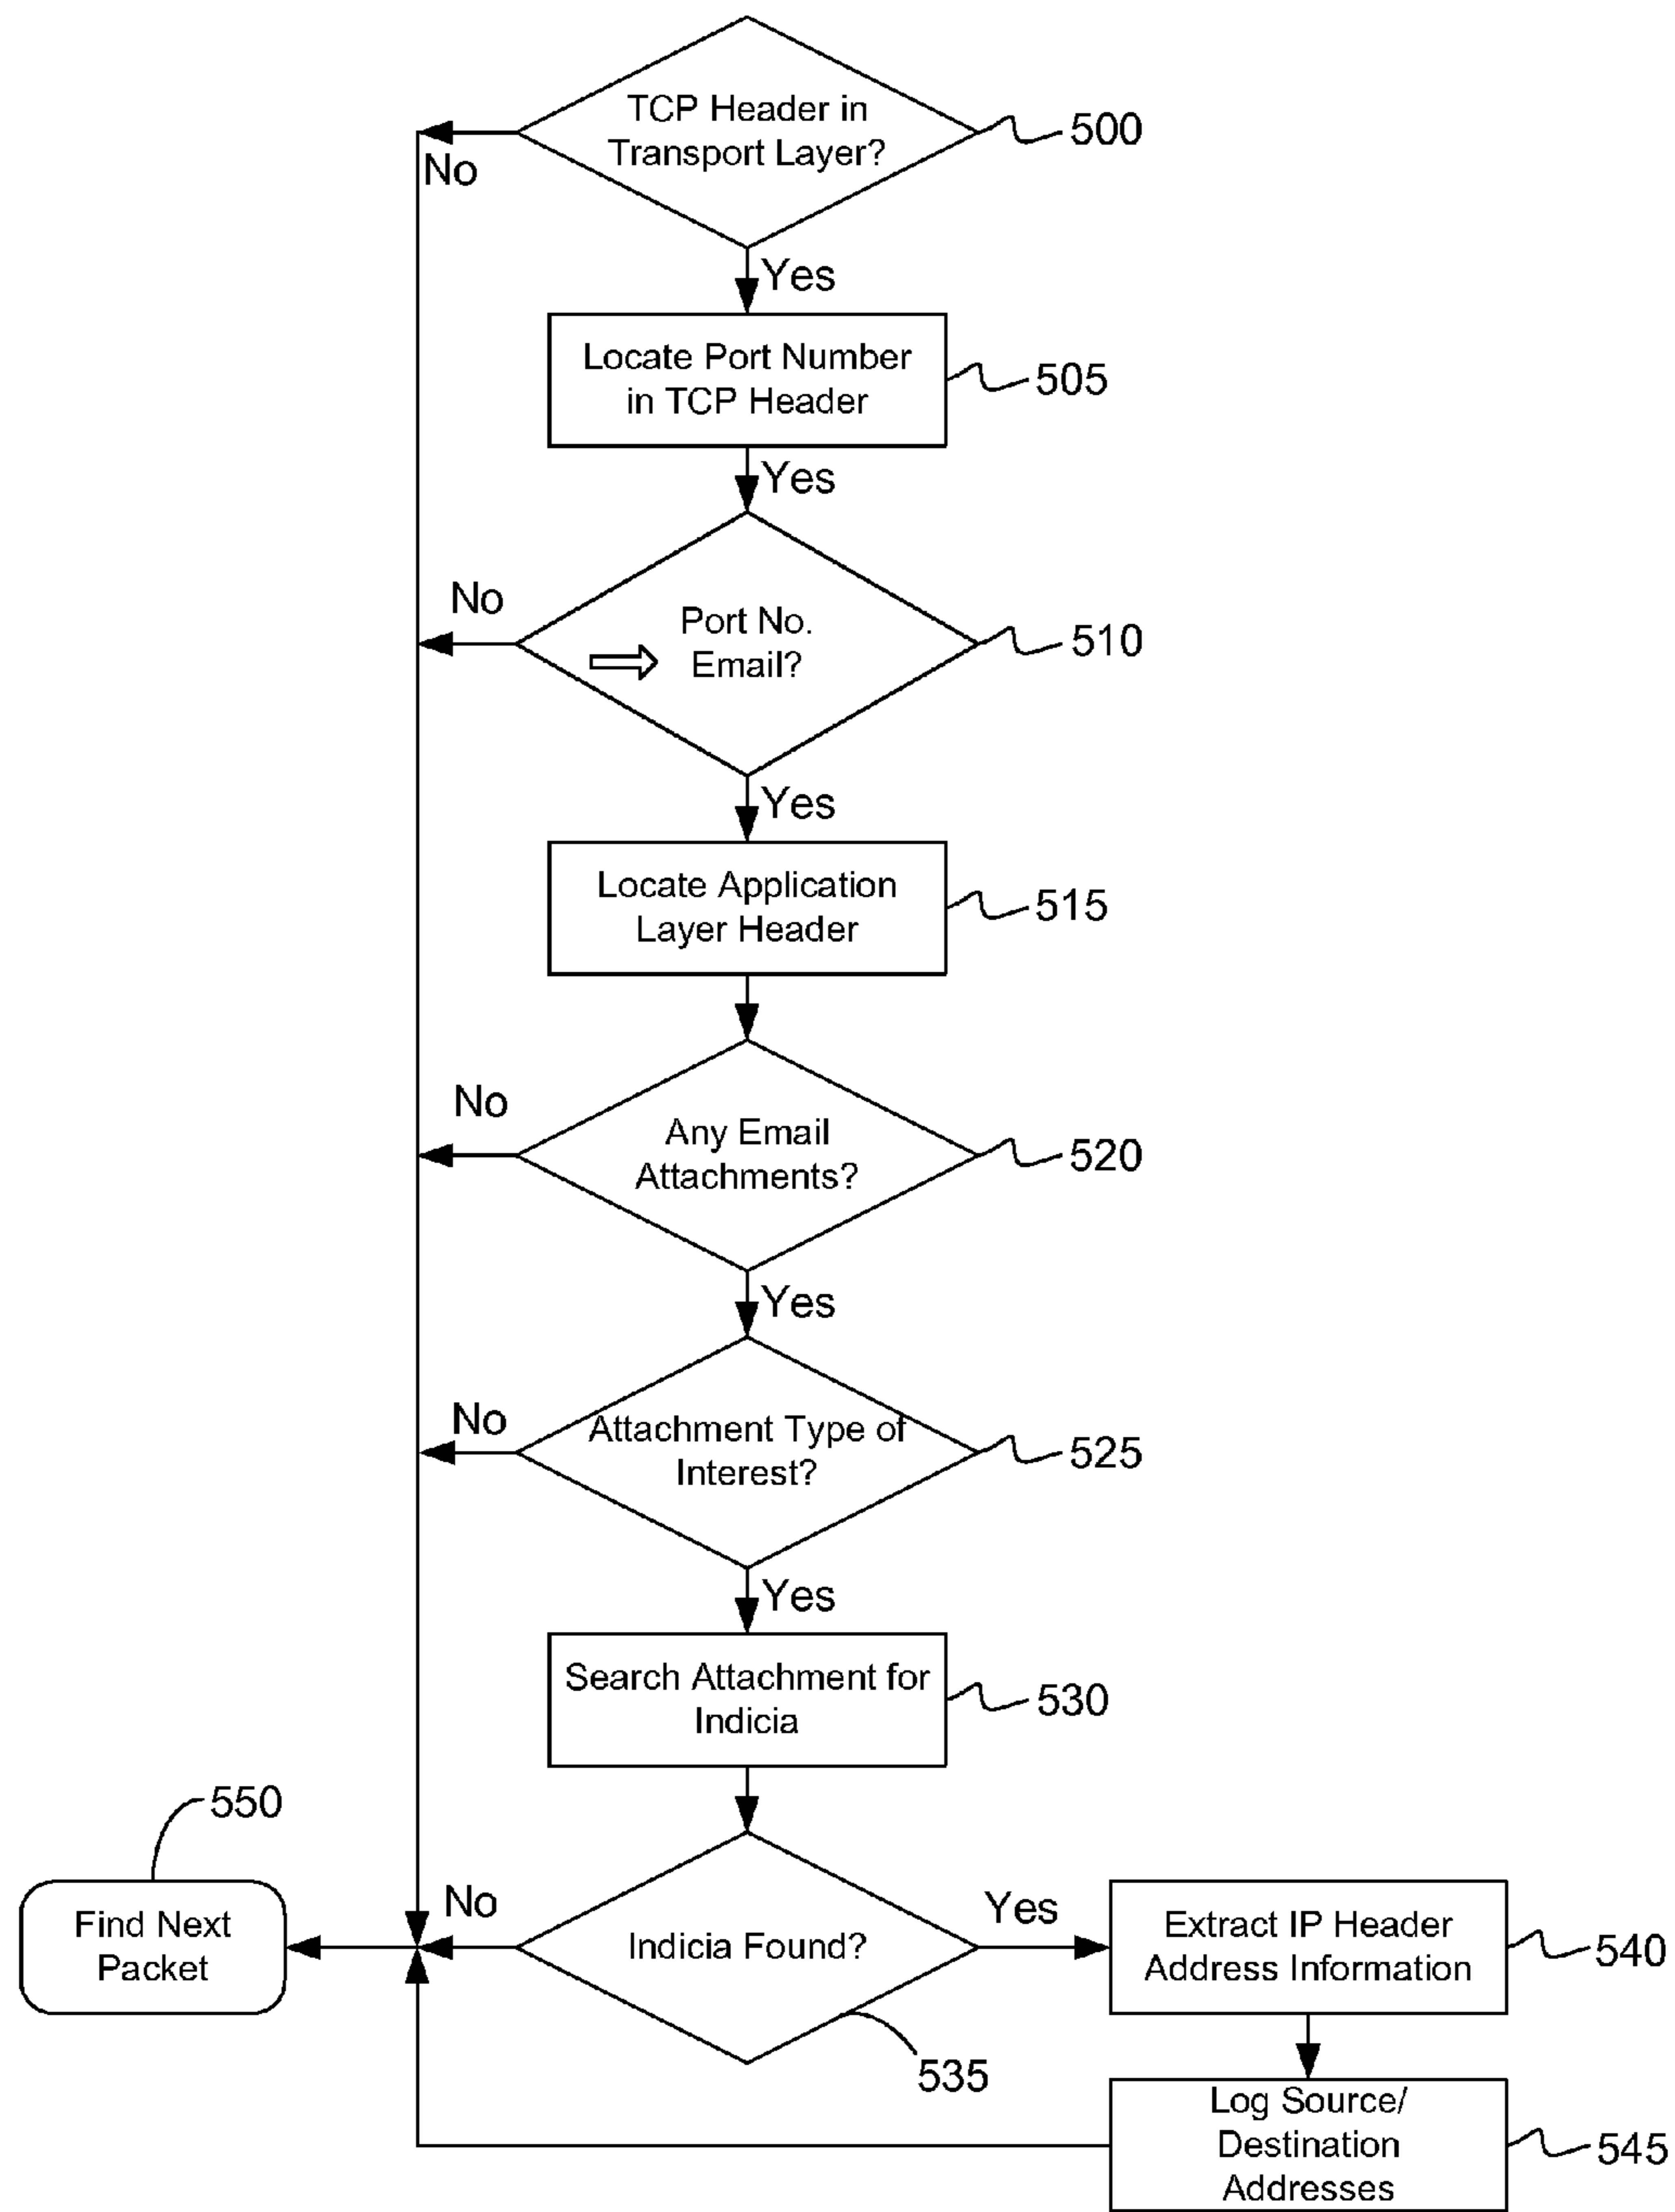 TCP Header in
Transport Layer?
500
No
Yes
Locate Port Number
in TCP Header
505
Yes
No
Port No.
Email?
510
Yes
Locate Application
Layer Header
515
No
Any Email
Attachments?
520
Yes
No
Attachment Type of
Interest?
525
Yes
Search Attachment for
Indicia
530
550
Find Next
Packet
No
Indicia Found?
535
Yes
Extract IP Header
Address Information
540
Log Source/
Destination
Addresses
545